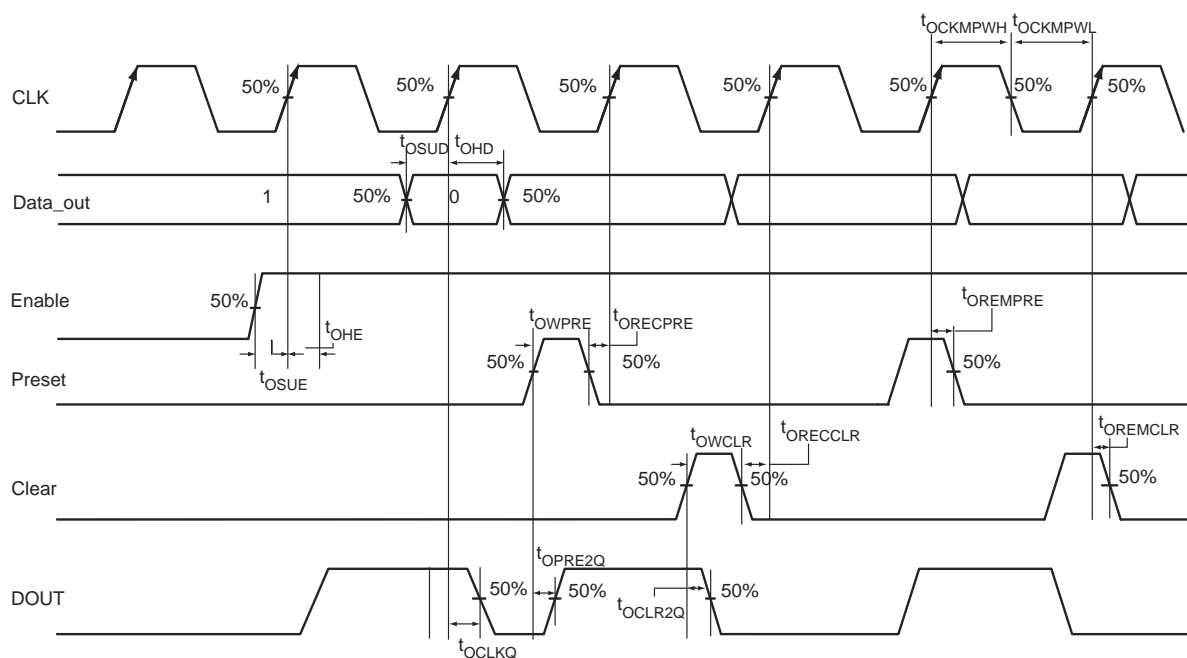 tOCKMPWH tOCKMPWL
CLK
50% 50% 50% 50% 50% 50% 50%
tOSUD tOHD
Data_out
1 50% 0 50%
Enable
50%
tOHE
tOSUE
tOWPRE tORECPRE tOREMPRE
Preset
50% 50% 50%
tOWCLR tORECCLR tOREMCLR
Clear
50% 50% 50%
tOPRE2Q
DOUT
50% 50% 50%
tOCLR2Q
tOCLKQ